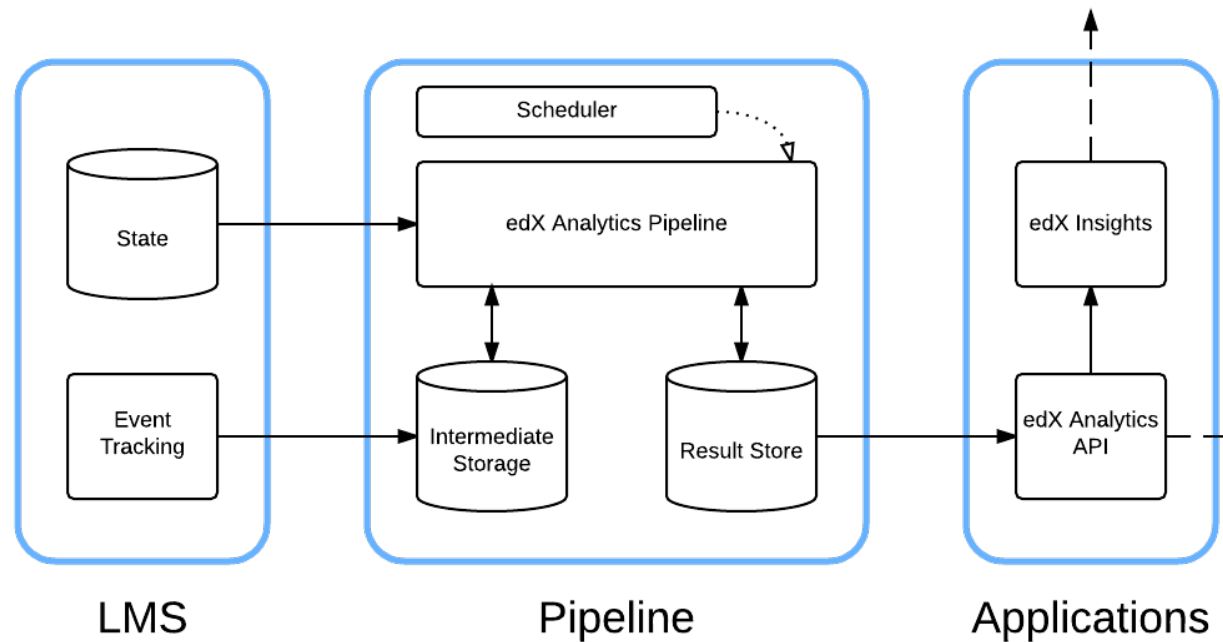 Scheduler
State
edX Analytics Pipeline
edX Insights
Event
Tracking
Intermediate
Storage
Result Store
edX Analytics
API
LMS
Pipeline
Applications